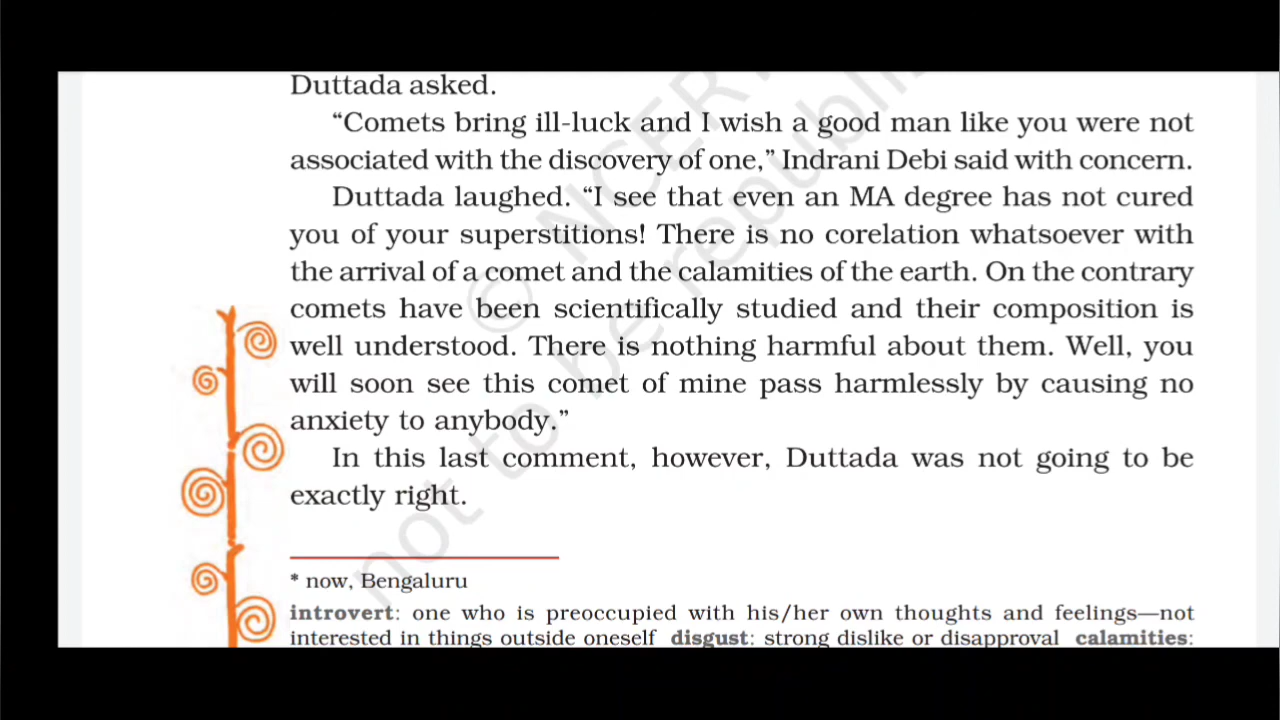 Duttada asked.
“Comets bring ill-luck and I wish a good man like you were not
associated with the discovery of one,” Indrani Debi said with concern.
Duttada laughed. “I see that even an MA degree has not cured
you of your superstitions! There is no corelation whatsoever with
the arrival of a comet and the calamities of the earth. On the contrary
comets have been scientifically studied and their composition is
well understood. There is nothing harmful about them. Well, you
will soon see this comet of mine pass harmlessly by causing no
anxiety to anybody.”
In this last comment, however, Duttada was not going to be
exactly right.
* now, Bengaluru
introvert: one who is preoccupied with his/her own thoughts and feelings—not
interested in things outside oneself disgust: strong dislike or disapproval calamities:
© NCERT
not to be republi